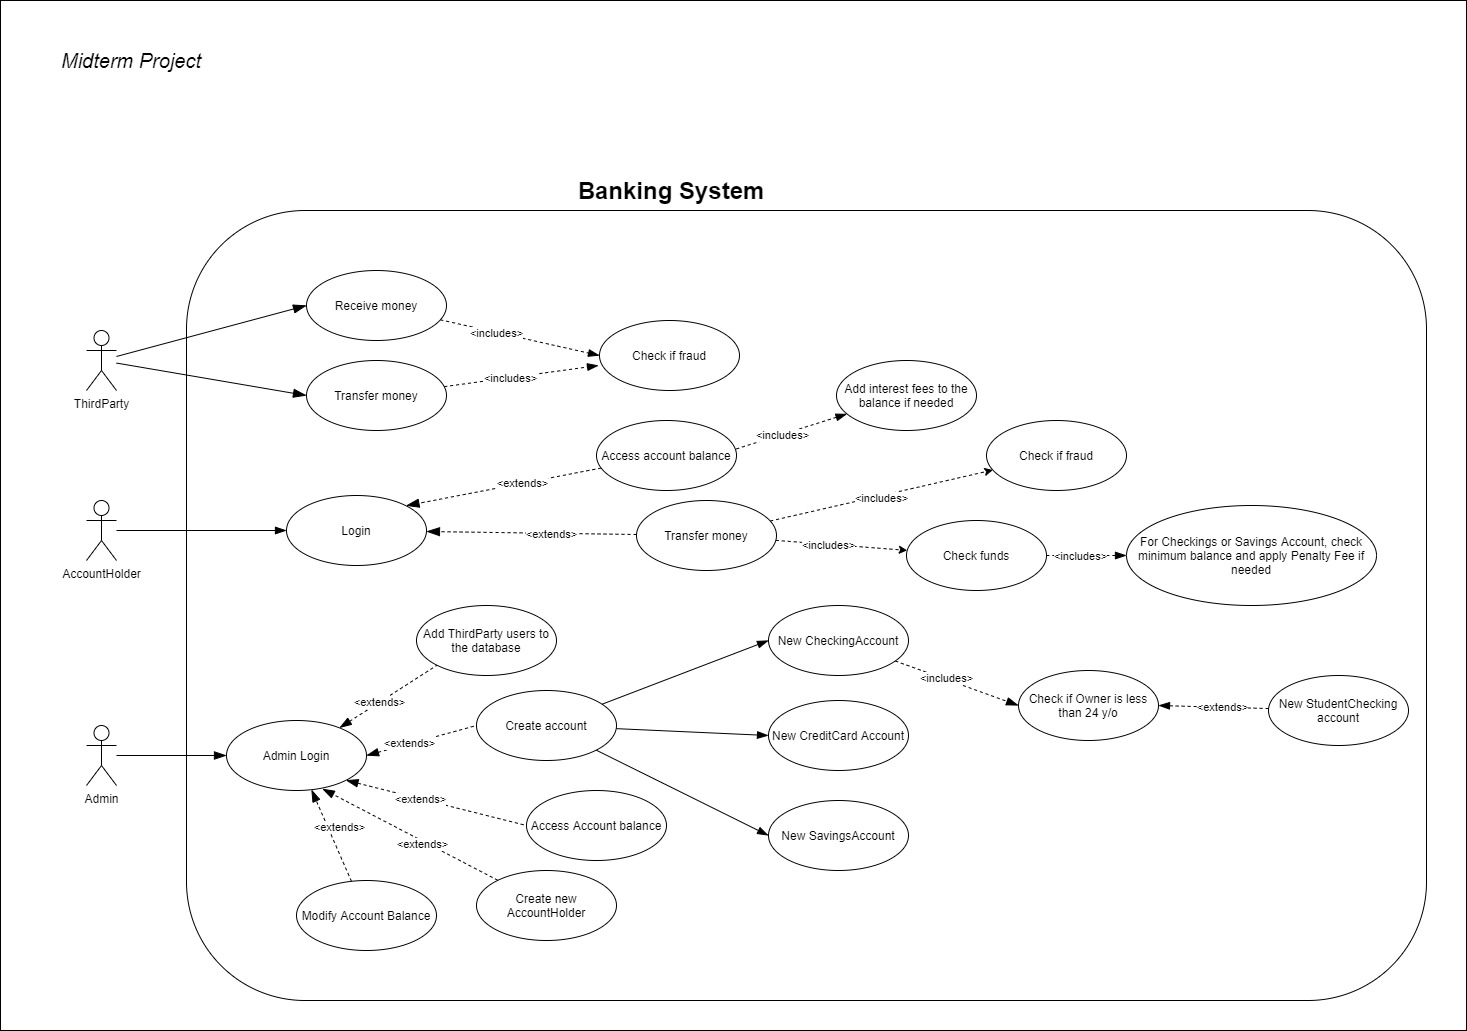 Midterm Project
Banking System
Receive money
<includes>
Check if fraud
Transfer money
<includes>
ThirdParty
Add interest fees to the
balance if needed
<includes>
Access account balance
<extends>
Check if fraud
<includes>
Login
<extends>
Transfer money
<includes>
Check funds
<includes>
For Checkings or Savings Account, check
minimum balance and apply Penalty Fee if
needed
AccountHolder
Add ThirdParty users to
the database
<extends>
New CheckingAccount
<includes>
Check if Owner is less
than 24 y/o
<extends>
New StudentChecking
account
Create account
<extends>
New CreditCard Account
Admin Login
Admin
<extends>
Access Account balance
New SavingsAccount
<extends>
<extends>
Create new
AccountHolder
Modify Account Balance